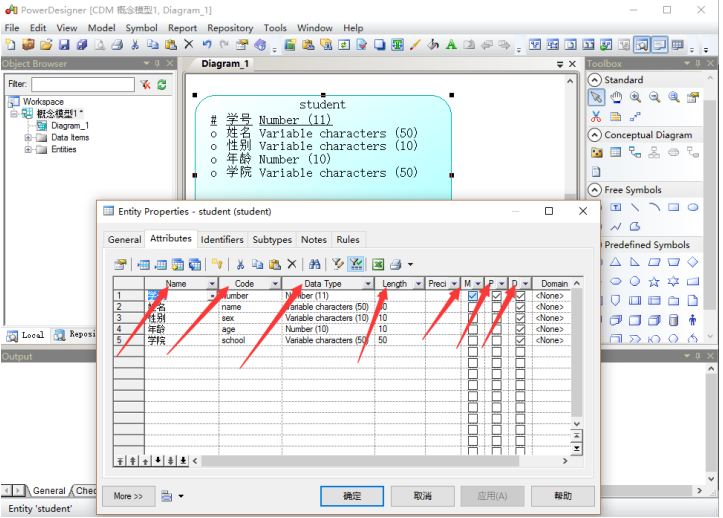 PowerDesigner [CDM 概念模型1, Diagram_1]
File Edit View Model Symbol Report Repository Tools Window Help
Object Browser
Diagram_1
Toolbox
Filter:
Workspace
概念模型1 *
Diagram_1
Data Items
Entities
Standard
Conceptual Diagram
Free Symbols
Predefined Symbols
student
# 学号 Number (11)
o 姓名 Variable characters (50)
o 性别 Variable characters (10)
o 年龄 Number (10)
o 学院 Variable characters (50)
Local Reposi
Output
Entity Properties - student (student)
General Attributes Identifiers Subtypes Notes Rules
Name Code Data Type Length Preci M P D Domain
1 number Number (11) <None>
2 姓名 name Variable characters (50) 50 <None>
3 性别 sex Variable characters (10) 10 <None>
4 年龄 age Number (10) 10 <None>
5 学院 school Variable characters (50) 50 <None>
More >> 确定 取消 应用(A) 帮助
General Chec
Entity 'student'